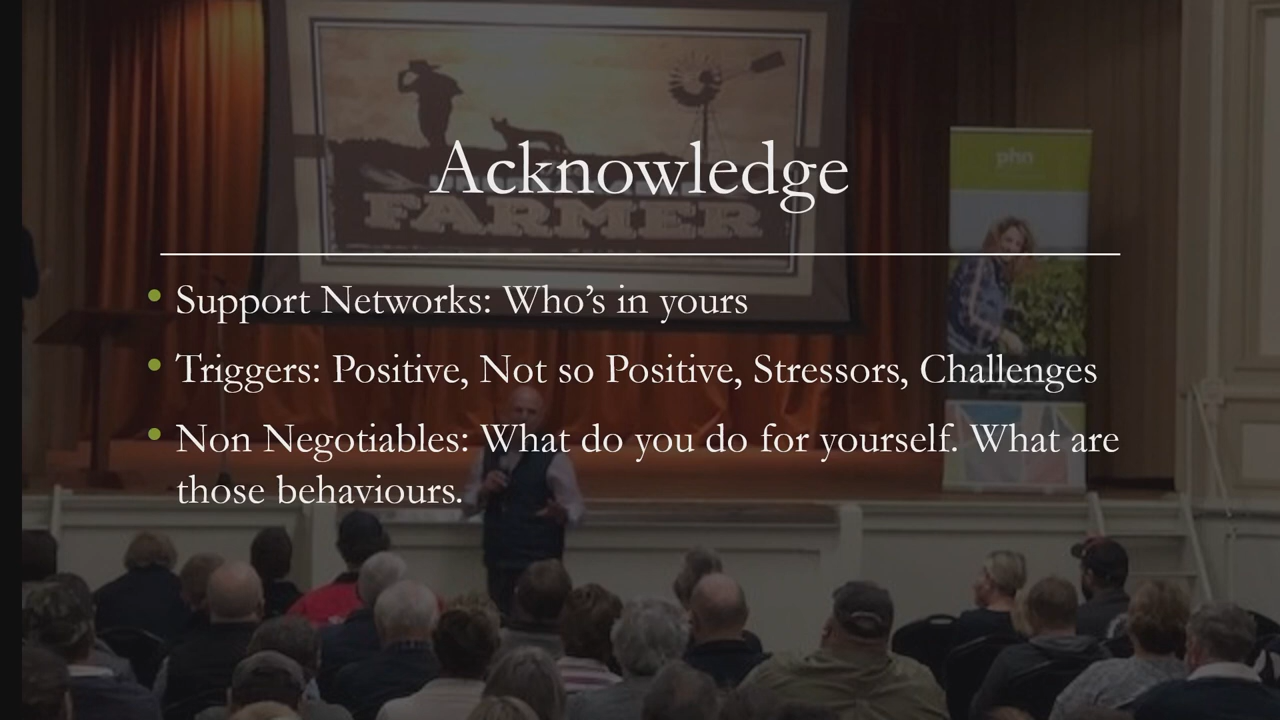 phn
Acknowledge
FARMER
Support Networks: Who’s in yours
Triggers: Positive, Not so Positive, Stressors, Challenges
Non Negotiables: What do you do for yourself. What are
those behaviours.